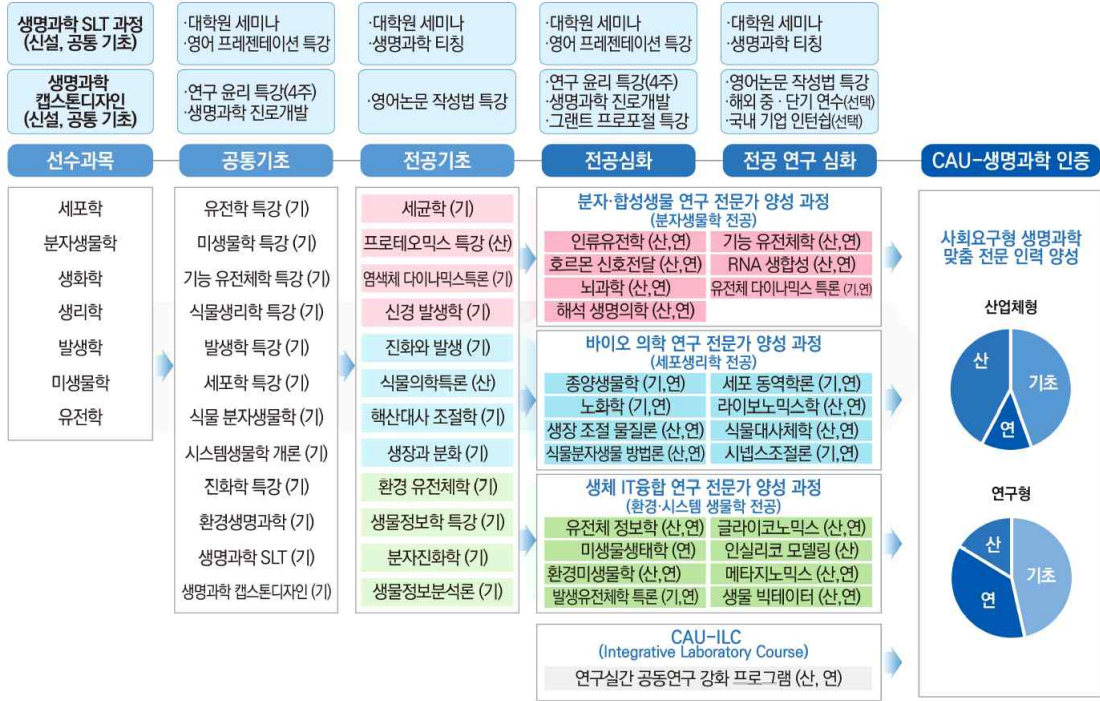 생명과학 SLT 과정
(신설, 공통 기초)
·대학원 세미나
·영어 프레젠테이션 특강
·대학원 세미나
·생명과학 티칭
·대학원 세미나
·영어 프레젠테이션 특강
·대학원 세미나
·생명과학 티칭
생명과학
캡스톤디자인
(신설, 공통 기초)
·연구 윤리 특강(4주)
·생명과학 진로개발
·영어논문 작성법 특강
·연구 윤리 특강(4주)
·생명과학 진로개발
·그랜트 프로포절 특강
·영어논문 작성법 특강
·해외 중 · 단기 연수(선택)
·국내 기업 인턴쉽(선택)
선수과목
공통기초
전공기초
전공심화
전공 연구 심화
CAU-생명과학 인증
세포학
분자생물학
생화학
생리학
발생학
미생물학
유전학
유전학 특강 (기)
미생물학 특강 (기)
기능 유전체학 특강 (기)
식물생리학 특강 (기)
발생학 특강 (기)
세포학 특강 (기)
식물 분자생물학 (기)
시스템생물학 개론 (기)
진화학 특강 (기)
환경생명과학 (기)
생명과학 SLT (기)
생명과학 캡스톤디자인 (기)
세균학 (기)
프로테오믹스 특강 (산)
염색체 다이나믹스특론 (기)
신경 발생학 (기)
진화와 발생 (기)
식물의학특론 (산)
핵산대사 조절학 (기)
생장과 분화 (기)
환경 유전체학 (기)
생물정보학 특강 (기)
분자진화학 (기)
생물정보분석론 (기)
분자·합성생물 연구 전문가 양성 과정
(분자생물학 전공)
인류유전학 (산,연)
기능 유전체학 (산,연)
호르몬 신호전달 (산,연)
RNA 생합성 (산,연)
뇌과학 (산,연)
유전체 다이나믹스 특론 (기,연)
해석 생명의학 (산,연)
바이오 의학 연구 전문가 양성 과정
(세포생리학 전공)
종양생물학 (기,연)
세포 동역학론 (기,연)
노화학 (기,연)
라이보노믹스학 (산,연)
생장 조절 물질론 (산,연)
식물대사체학 (산,연)
식물분자생물 방법론 (산,연)
시냅스조절론 (기,연)
생체 IT융합 연구 전문가 양성 과정
(환경·시스템 생물학 전공)
유전체 정보학 (산,연)
글라이코노믹스 (산,연)
미생물생태학 (연)
인실리코 모델링 (산)
환경미생물학 (산,연)
메타지노믹스 (산,연)
발생유전체학 특론 (기,연)
생물 빅테이터 (산,연)
CAU-ILC
(Integrative Laboratory Course)
연구실간 공동연구 강화 프로그램 (산, 연)
사회요구형 생명과학
맞춤 전문 인력 양성
산업체형
산
기초
연
연구형
산
기초
연